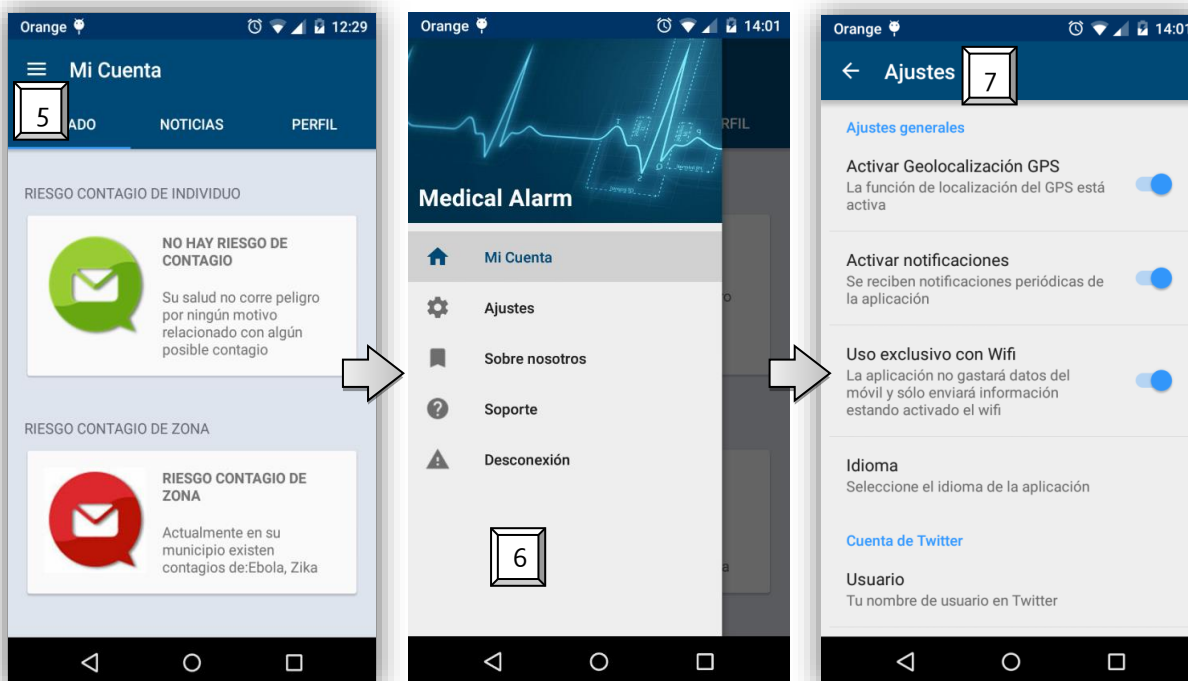 Orange 12:29
Mi Cuenta
5
ADO NOTICIAS PERFIL
RIESGO CONTAGIO DE INDIVIDUO
NO HAY RIESGO DE
CONTAGIO
Su salud no corre peligro
por ningún motivo
relacionado con algún
posible contagio
RIESGO CONTAGIO DE ZONA
RIESGO CONTAGIO DE
ZONA
Actualmente en su
municipio existen
contagios de:Ebola, Zika
Orange 14:01
RFIL
Medical Alarm
Mi Cuenta
Ajustes
o
Sobre nosotros
Soporte
Desconexión
6
a
Orange 14:01
Ajustes
7
Ajustes generales
Activar Geolocalización GPS
La función de localización del GPS está
activa
Activar notificaciones
Se reciben notificaciones periódicas de
la aplicación
Uso exclusivo con Wifi
La aplicación no gastará datos del
móvil y sólo enviará información
estando activado el wifi
Idioma
Seleccione el idioma de la aplicación
Cuenta de Twitter
Usuario
Tu nombre de usuario en Twitter